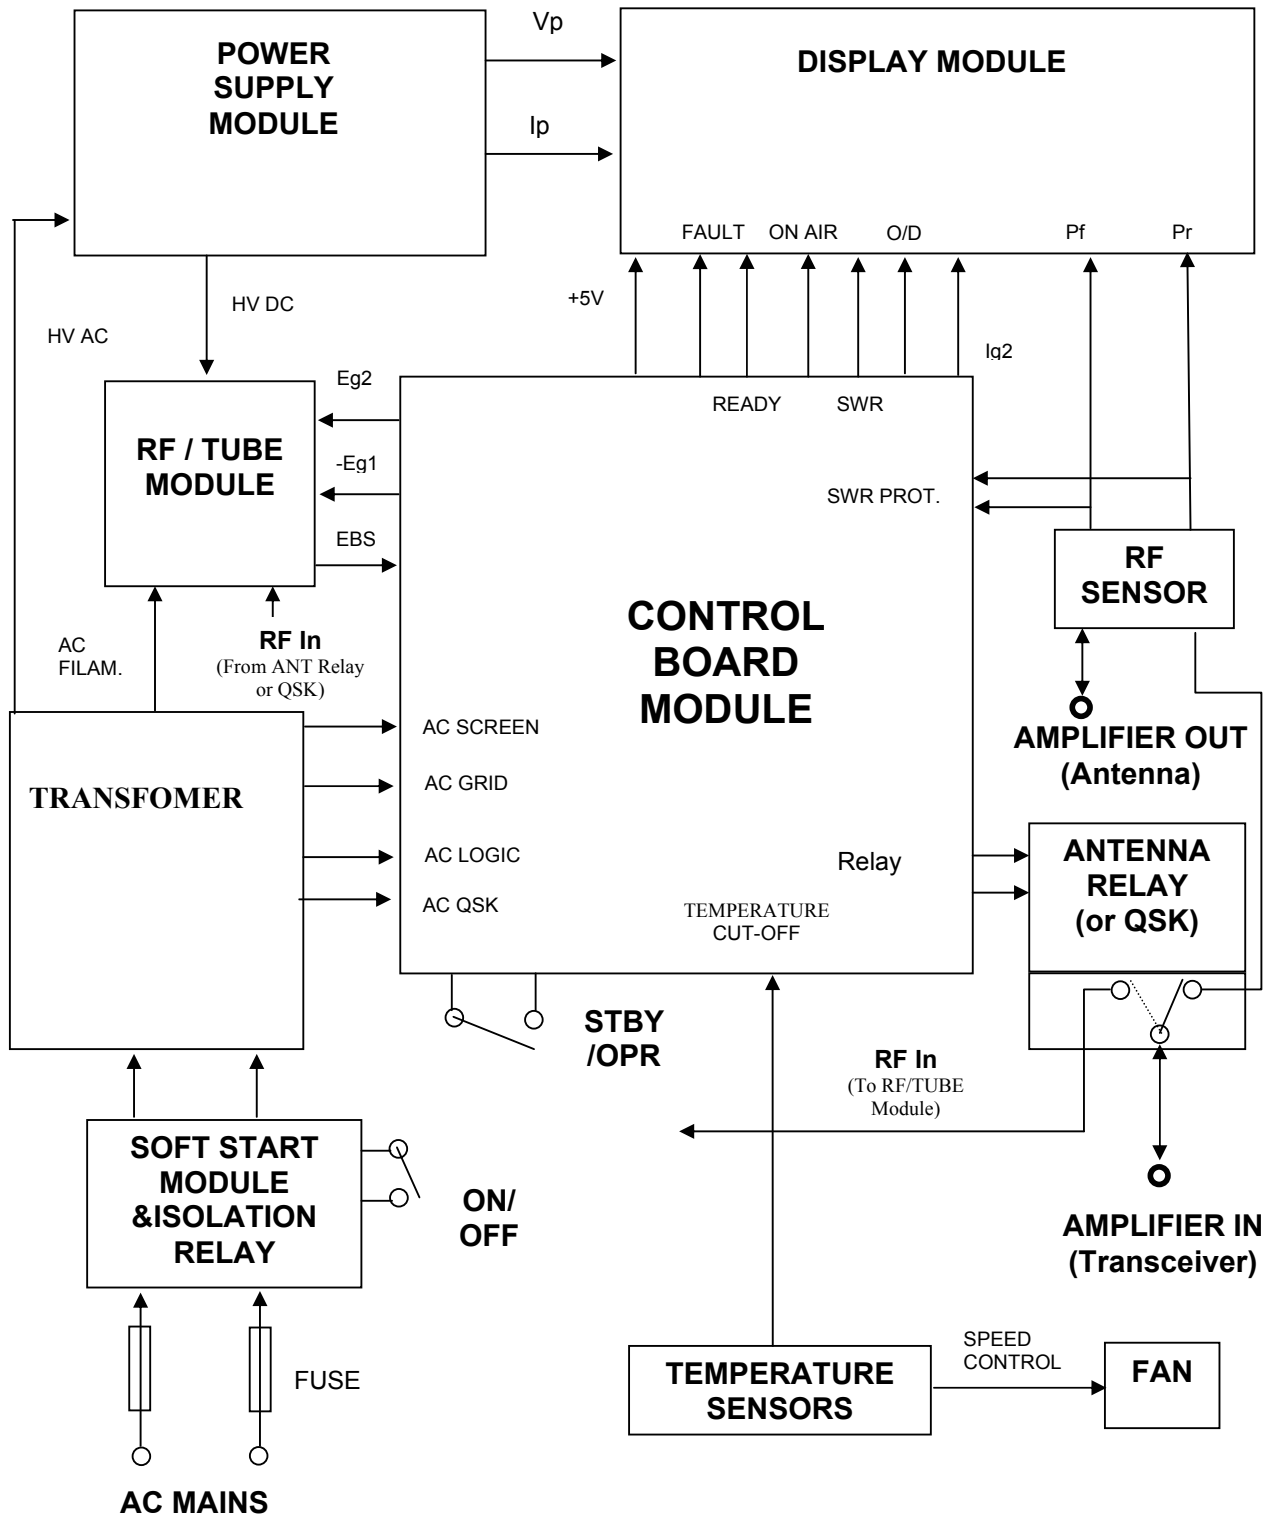 Vp
POWER
SUPPLY
MODULE
DISPLAY MODULE
Ip
FAULT
ON AIR
O/D
Pf
Pr
HV DC
+5V
HV AC
Ig2
Eg2
READY
SWR
RF / TUBE
MODULE
-Eg1
SWR PROT.
EBS
RF
SENSOR
CONTROL
BOARD
MODULE
AC
FILAM.
RF In
(From ANT Relay
or QSK)
AC SCREEN
AMPLIFIER OUT
(Antenna)
TRANSFOMER
AC GRID
AC LOGIC
Relay
ANTENNA
RELAY
(or QSK)
AC QSK
TEMPERATURE
CUT-OFF
STBY
/OPR
RF In
(To RF/TUBE
Module)
SOFT START
MODULE
&ISOLATION
RELAY
ON/
OFF
AMPLIFIER IN
(Transceiver)
FUSE
TEMPERATURE
SENSORS
SPEED
CONTROL
FAN
AC MAINS